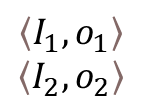 ⟨I₁, o₁⟩
⟨I₂, o₂⟩